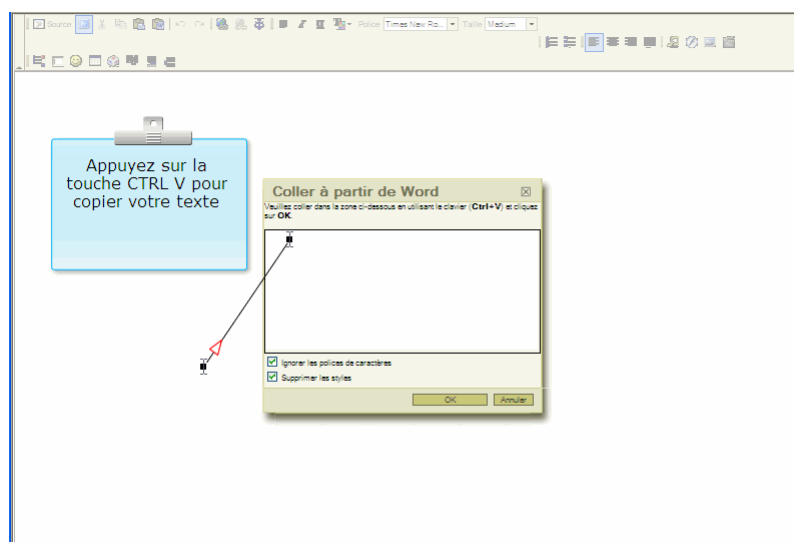 Source Police Times New Ro... Taille Medium
Appuyez sur la
touche CTRL V pour
copier votre texte
Coller à partir de Word
Veuillez coller dans la zone ci-dessous en utilisant le clavier (Ctrl+V) et cliquez
sur OK.
Ignorer les polices de caractères
Supprimer les styles
OK Annuler